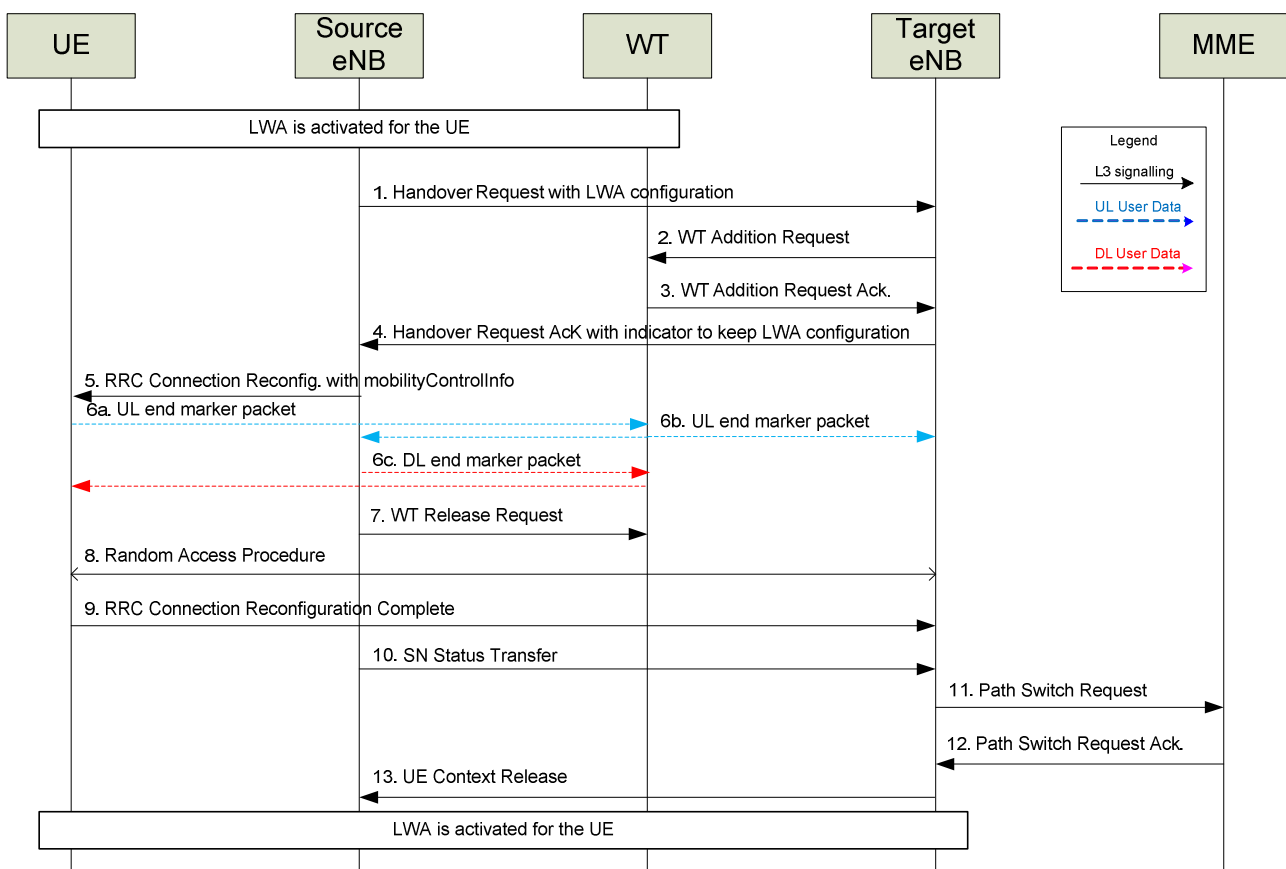 UE
Source
eNB
WT
Target
eNB
MME
LWA is activated for the UE
Legend
L3 signalling
UL User Data
DL User Data
1. Handover Request with LWA configuration
2. WT Addition Request
3. WT Addition Request Ack.
4. Handover Request AcK with indicator to keep LWA configuration
5. RRC Connection Reconfig. with mobilityControlInfo
6a. UL end marker packet
6b. UL end marker packet
6c. DL end marker packet
7. WT Release Request
8. Random Access Procedure
9. RRC Connection Reconfiguration Complete
10. SN Status Transfer
11. Path Switch Request
12. Path Switch Request Ack.
13. UE Context Release
LWA is activated for the UE